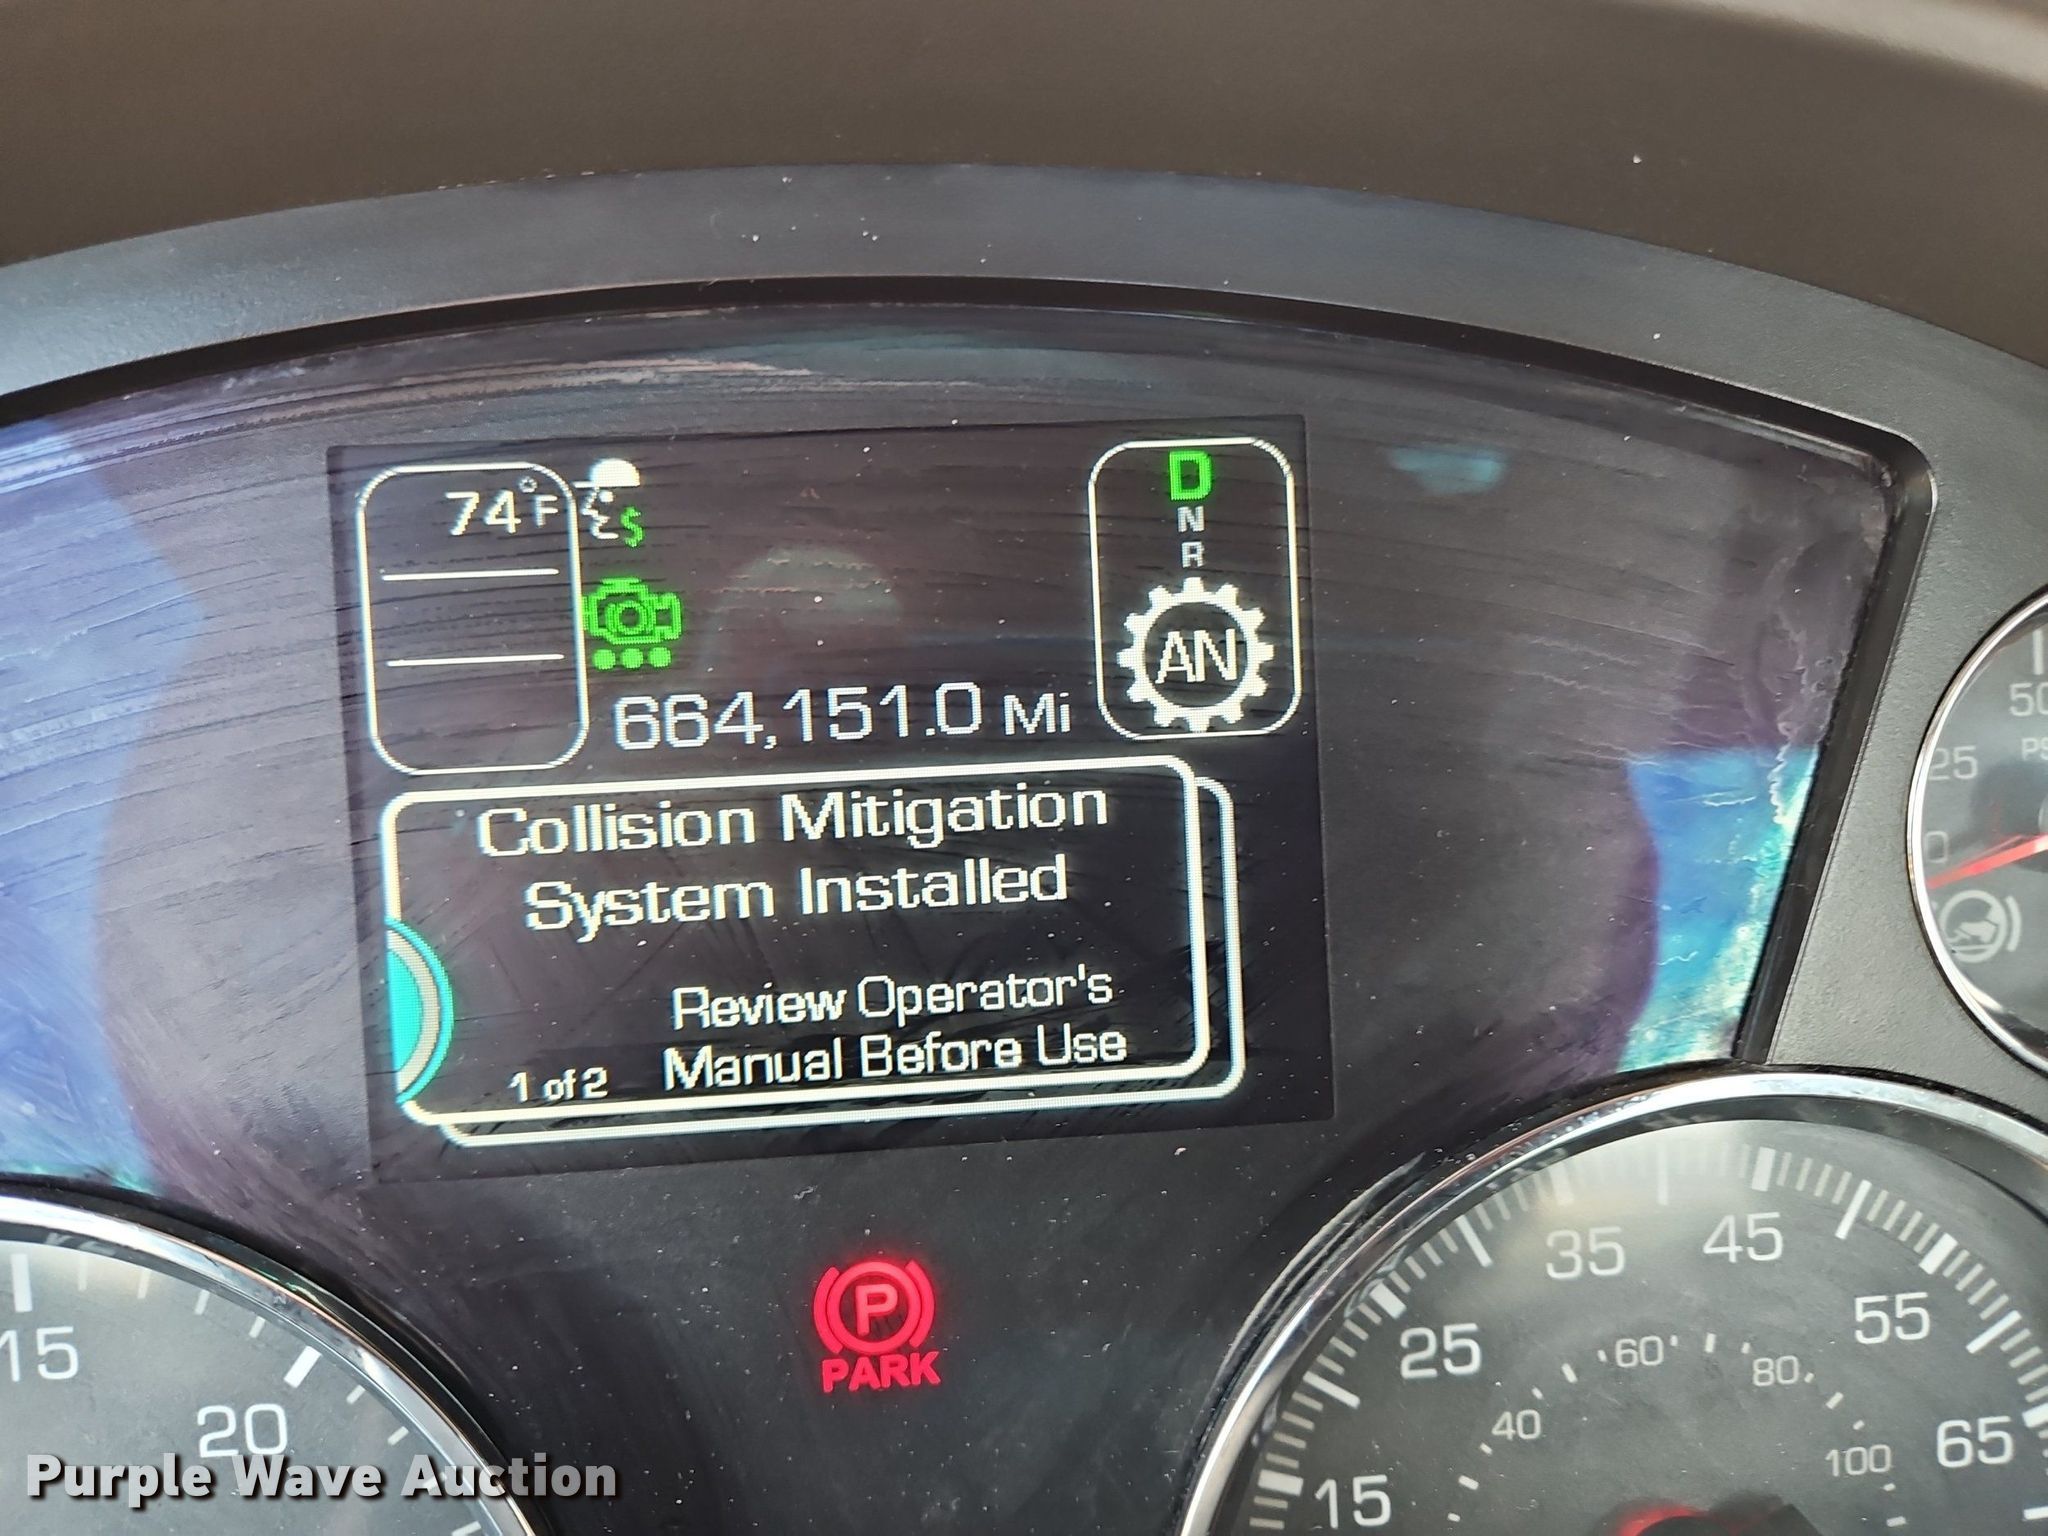 74°F
$
D
N
R
AN
664,151.0 Mi
Collision Mitigation
System Installed
Review Operator's
Manual Before Use
1 of 2
50
25
0
P
PARK
15
20
15
25
35
45
55
65
40
60
80
100
Purple Wave Auction